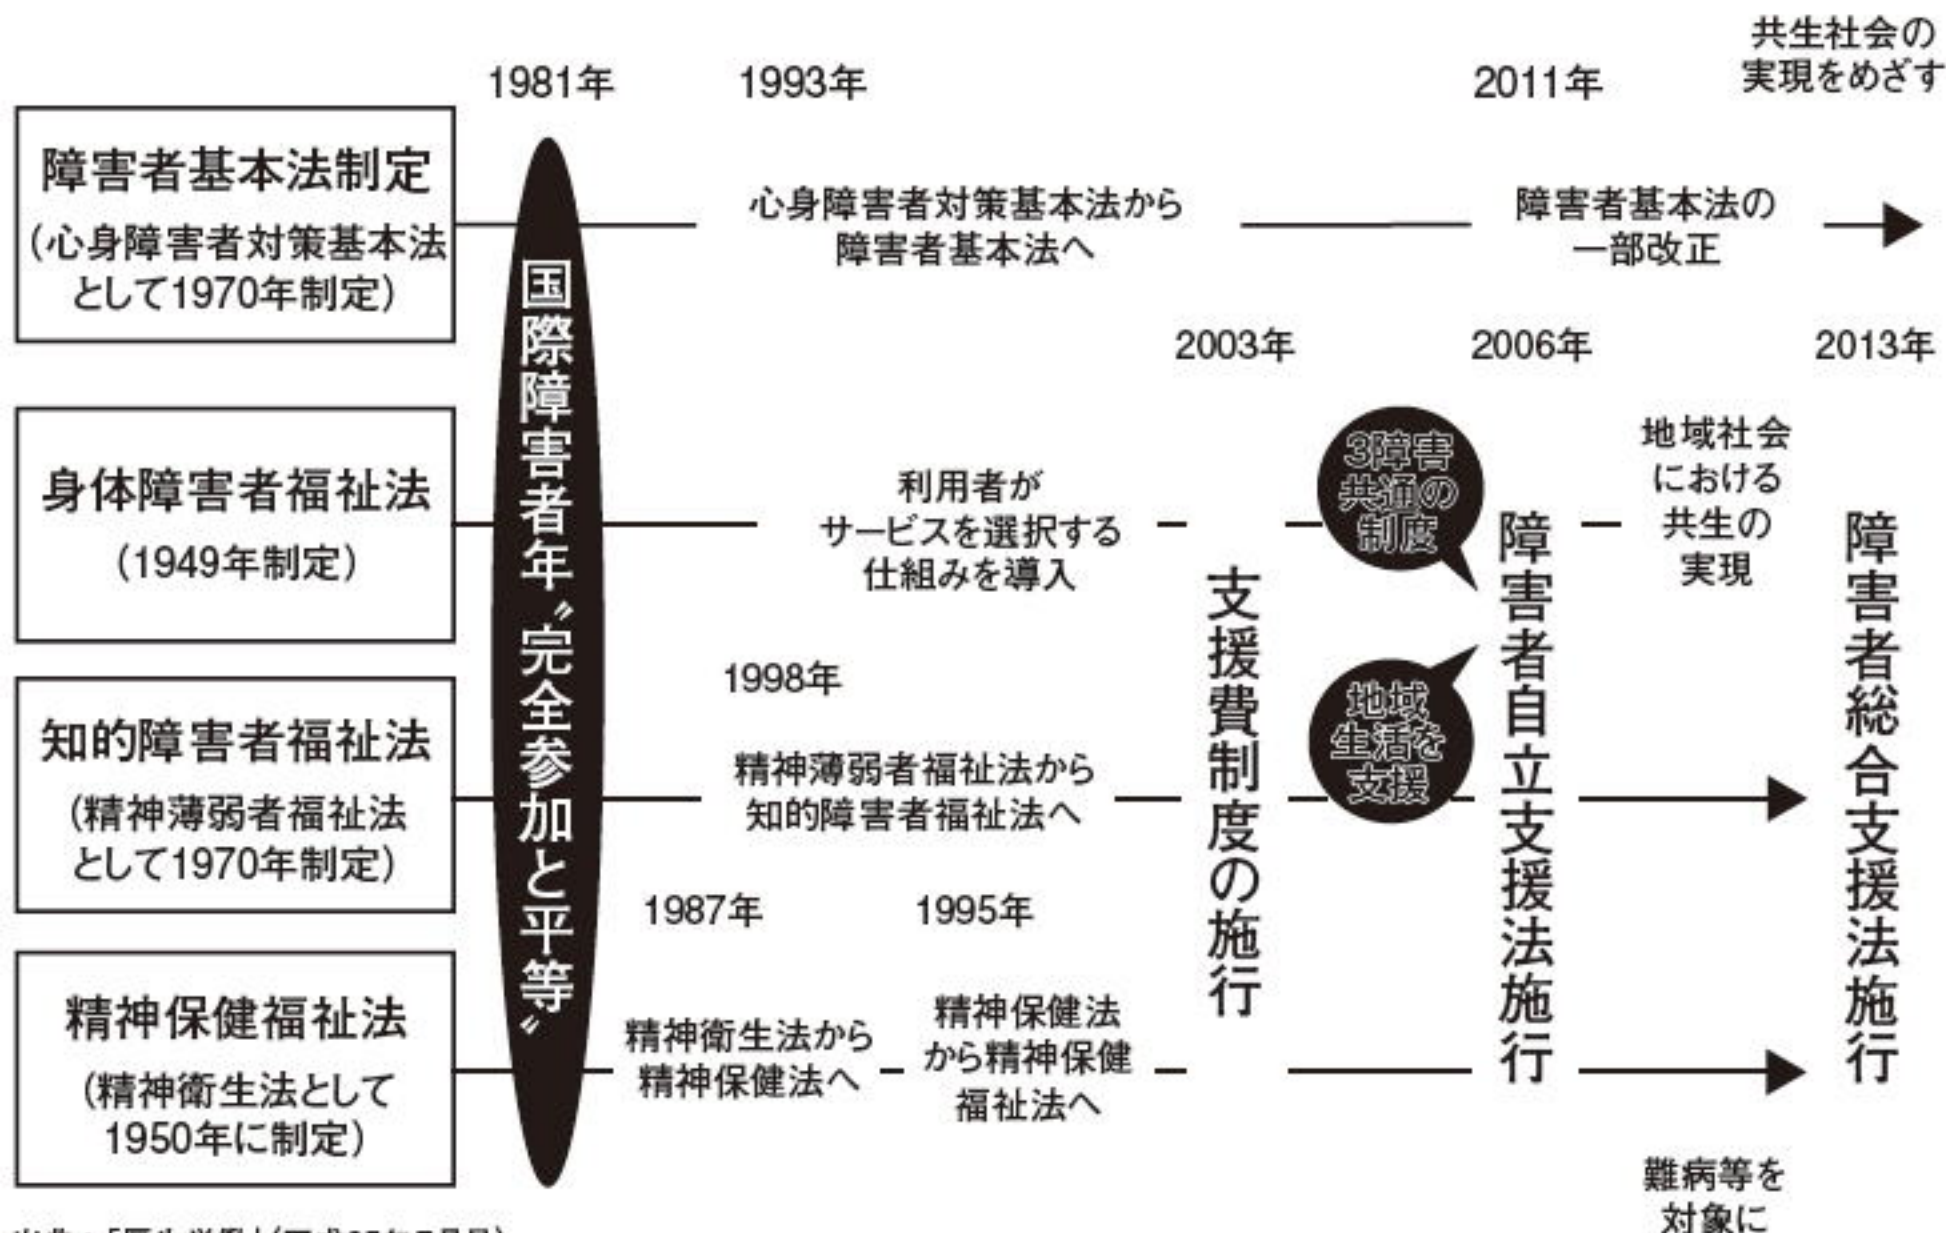 共生社会の
実現をめざす
1981年
1993年
2011年
障害者基本法制定
（心身障害者対策基本法
として1970年制定）
心身障害者対策基本法から
障害者基本法へ
障害者基本法の
一部改正
2003年
2006年
2013年
身体障害者福祉法
（1949年制定）
国際障害者年〝完全参加と平等〟
利用者が
サービスを選択する
仕組みを導入
支援費制度の施行
3障害
共通の
制度
地域
生活を
支援
障害者自立支援法施行
地域社会
における
共生の
実現
障害者総合支援法施行
知的障害者福祉法
（精神薄弱者福祉法
として1970年制定）
1998年
精神薄弱者福祉法から
知的障害者福祉法へ
1987年
1995年
精神保健福祉法
（精神衛生法として
1950年に制定）
精神衛生法から
精神保健法へ
精神保健法
から精神保健
福祉法へ
難病等を
対象に